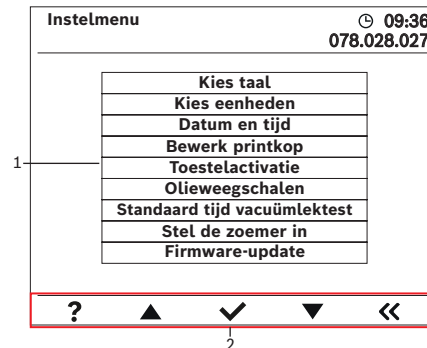 Instelmenu
09:36
078.028.027
Kies taal
Kies eenheden
Datum en tijd
Bewerk printkop
1
Toestelactivatie
Olieweegschalen
Standaard tijd vacuümlektest
Stel de zoemer in
Firmware-update
?
2